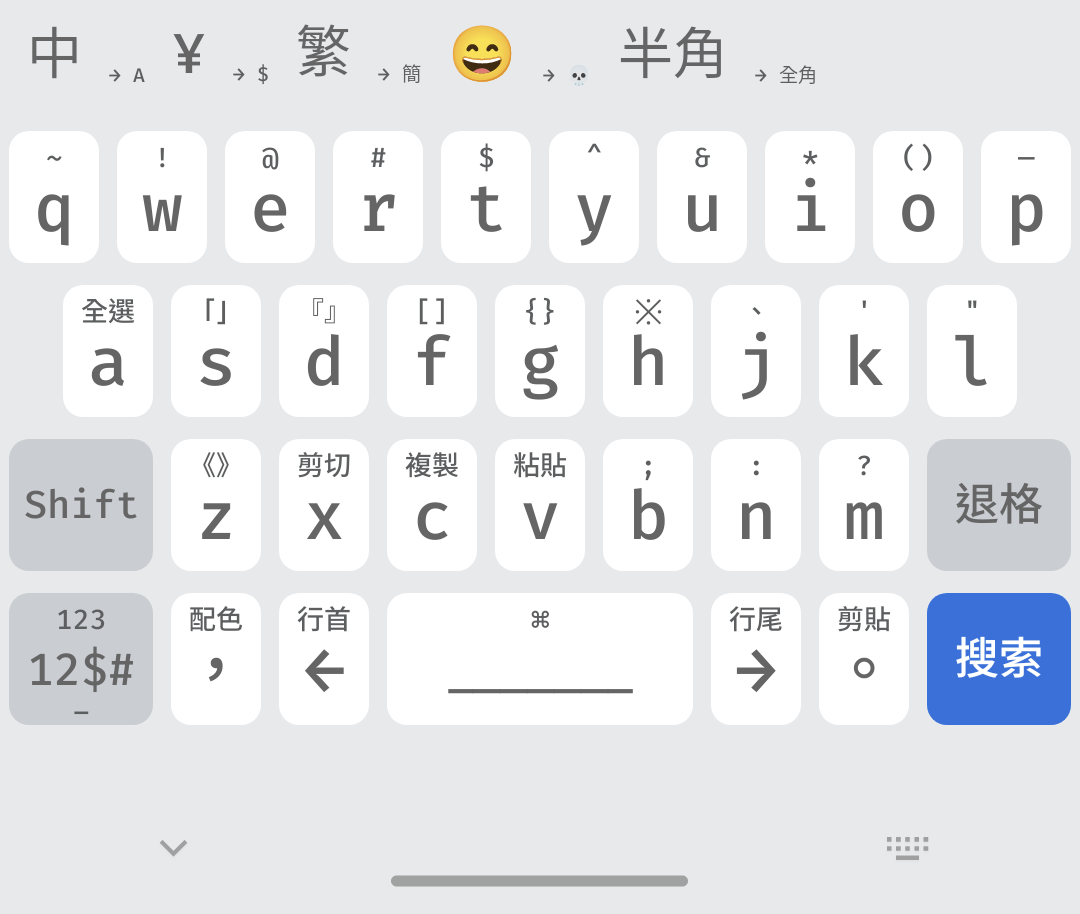 中 → A ¥ → $ 繁 → 簡 😄 → 💀 半角 → 全角
~ ! @ # $ ^ & * () —
q w e r t y u i o p
全選 「」 『』 [] {} ※ 、 ' "
a s d f g h j k l
《》 剪切 複製 粘貼 ; : ?
Shift z x c v b n m 退格
123 配色 行首 ⌘ 行尾 剪貼
12$# , ← → 。 搜索
_